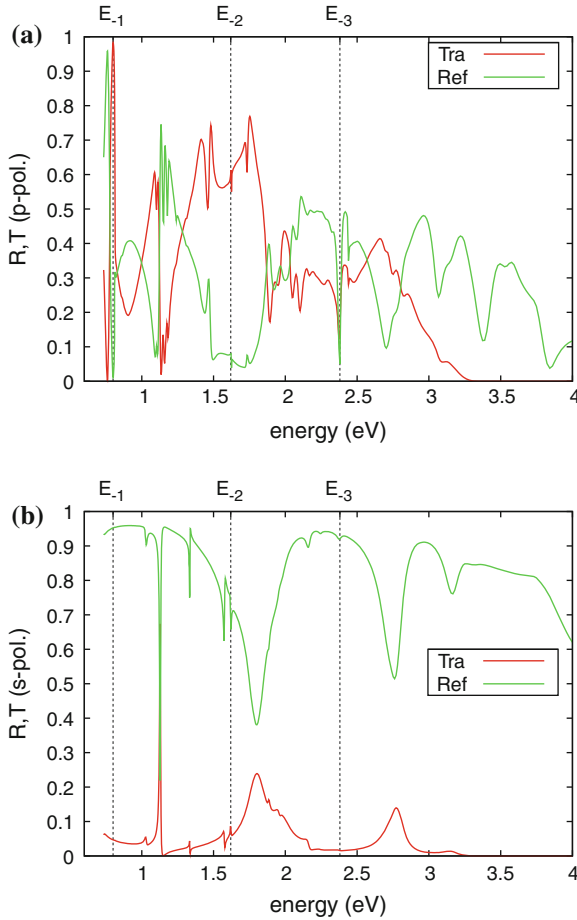 E-1 E-2 E-3
(a)
1
0.9
0.8
0.7
0.6
0.5
0.4
0.3
0.2
0.1
0
R,T (p-pol.)
Tra
Ref
1 1.5 2 2.5 3 3.5 4
energy (eV)
E-1 E-2 E-3
(b)
1
0.9
0.8
0.7
0.6
0.5
0.4
0.3
0.2
0.1
0
R,T (s-pol.)
Tra
Ref
1 1.5 2 2.5 3 3.5 4
energy (eV)